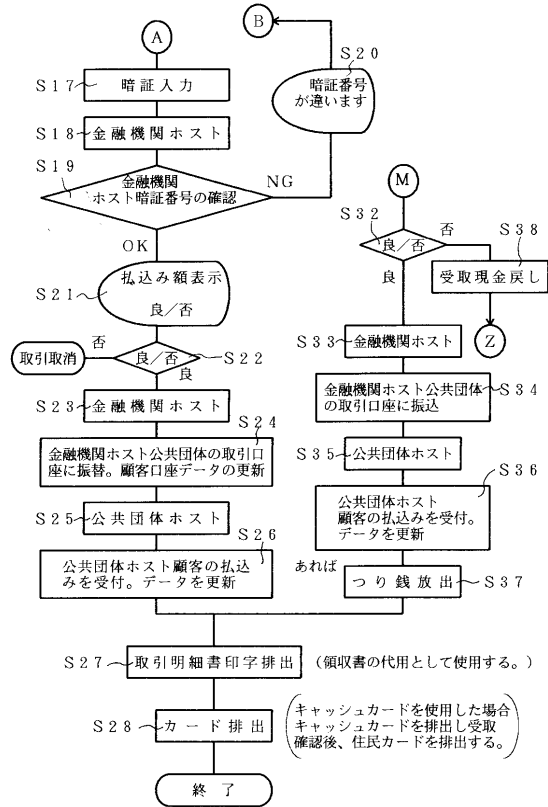 A
S17
暗証入力
S18
金融機関ホスト
S19
金融機関
ホスト暗証番号の確認
NG
OK
B
S20
暗証番号
が違います
S21
払込み額表示
良／否
否
良／否
S22
良
取引取消
S23
金融機関ホスト
S24
金融機関ホスト公共団体の取引口
座に振替。顧客口座データの更新
S25
公共団体ホスト
S26
公共団体ホスト顧客の払込
みを受付。データを更新
M
S32
良／否
否
良
S38
受取現金戻し
Z
S33
金融機関ホスト
S34
金融機関ホスト公共団体
の取引口座に振込
S35
公共団体ホスト
S36
公共団体ホスト
顧客の払込みを受付。
データを更新
あれば
つり銭放出
S37
S27
取引明細書印字排出
（領収書の代用として使用する。）
S28
カード排出
キャッシュカードを使用した場合
キャッシュカードを排出し受取
確認後、住民カードを排出する。
終了